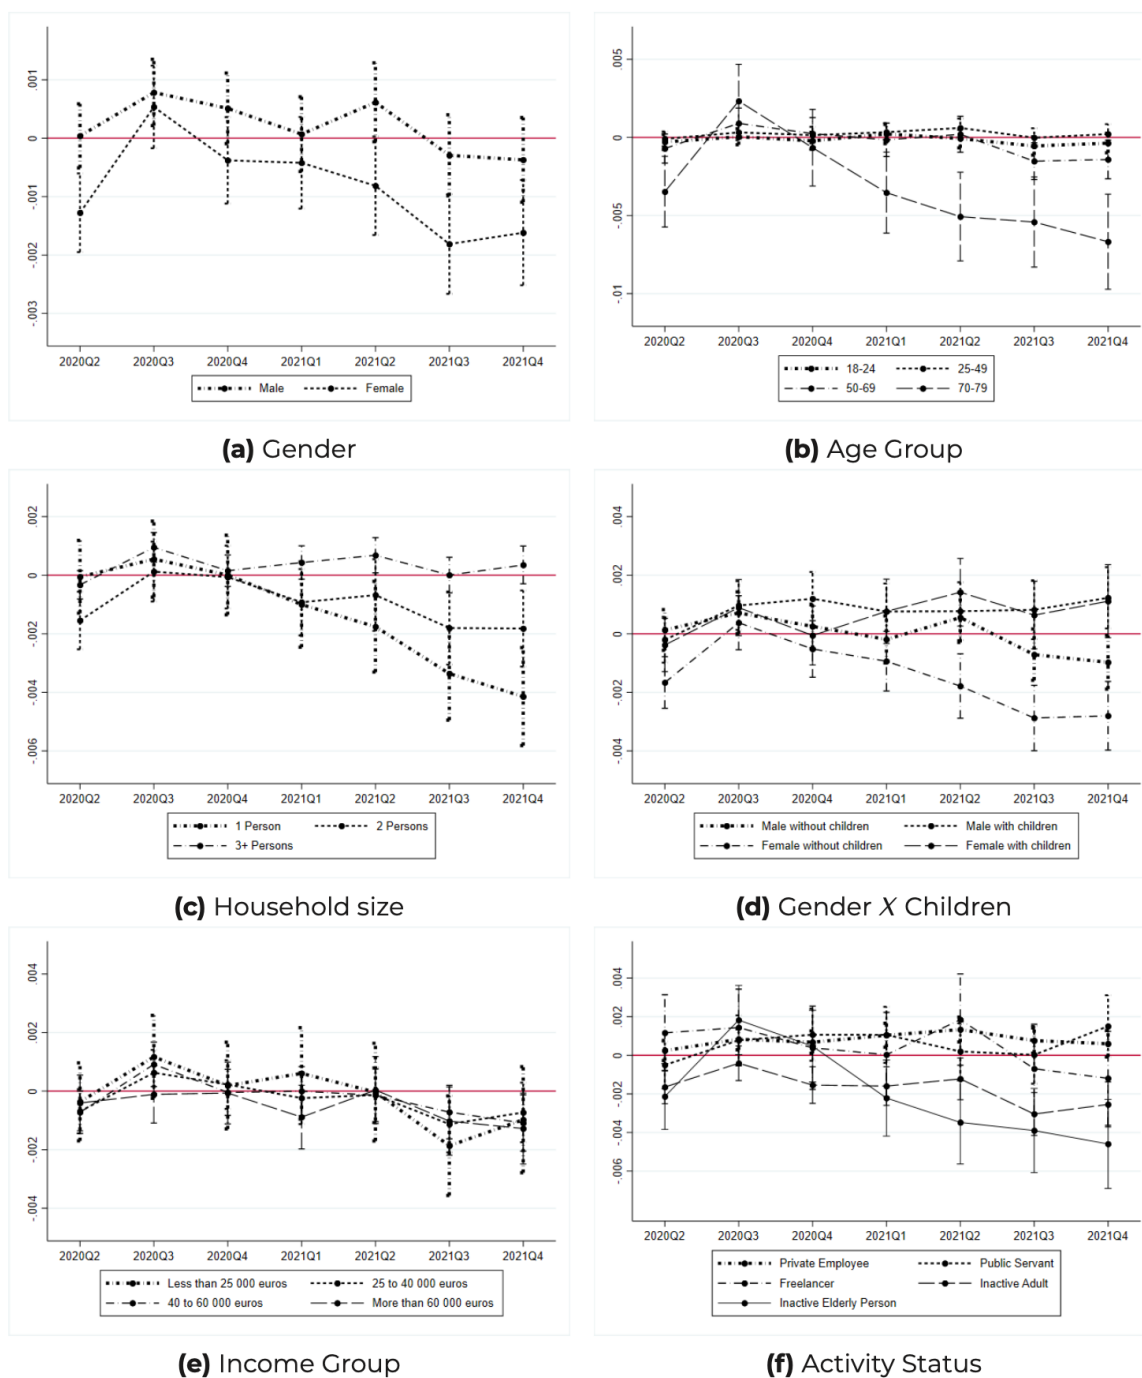 .001
0
-.001
-.002
-.003
2020Q2 2020Q3 2020Q4 2021Q1 2021Q2 2021Q3 2021Q4
Male Female
(a) Gender
.005
0
-.005
-.01
2020Q2 2020Q3 2020Q4 2021Q1 2021Q2 2021Q3 2021Q4
18-24 25-49
50-69 70-79
(b) Age Group
.002
0
-.002
-.004
-.006
2020Q2 2020Q3 2020Q4 2021Q1 2021Q2 2021Q3 2021Q4
1 Person 2 Persons
3+ Persons
(c) Household size
.004
.002
0
-.002
-.004
2020Q2 2020Q3 2020Q4 2021Q1 2021Q2 2021Q3 2021Q4
Male without children Male with children
Female without children Female with children
(d) Gender X Children
.004
.002
0
-.002
-.004
2020Q2 2020Q3 2020Q4 2021Q1 2021Q2 2021Q3 2021Q4
Less than 25 000 euros 25 to 40 000 euros
40 to 60 000 euros More than 60 000 euros
(e) Income Group
.004
.002
0
-.002
-.004
-.006
2020Q2 2020Q3 2020Q4 2021Q1 2021Q2 2021Q3 2021Q4
Private Employee Public Servant
Freelancer Inactive Adult
Inactive Elderly Person
(f) Activity Status